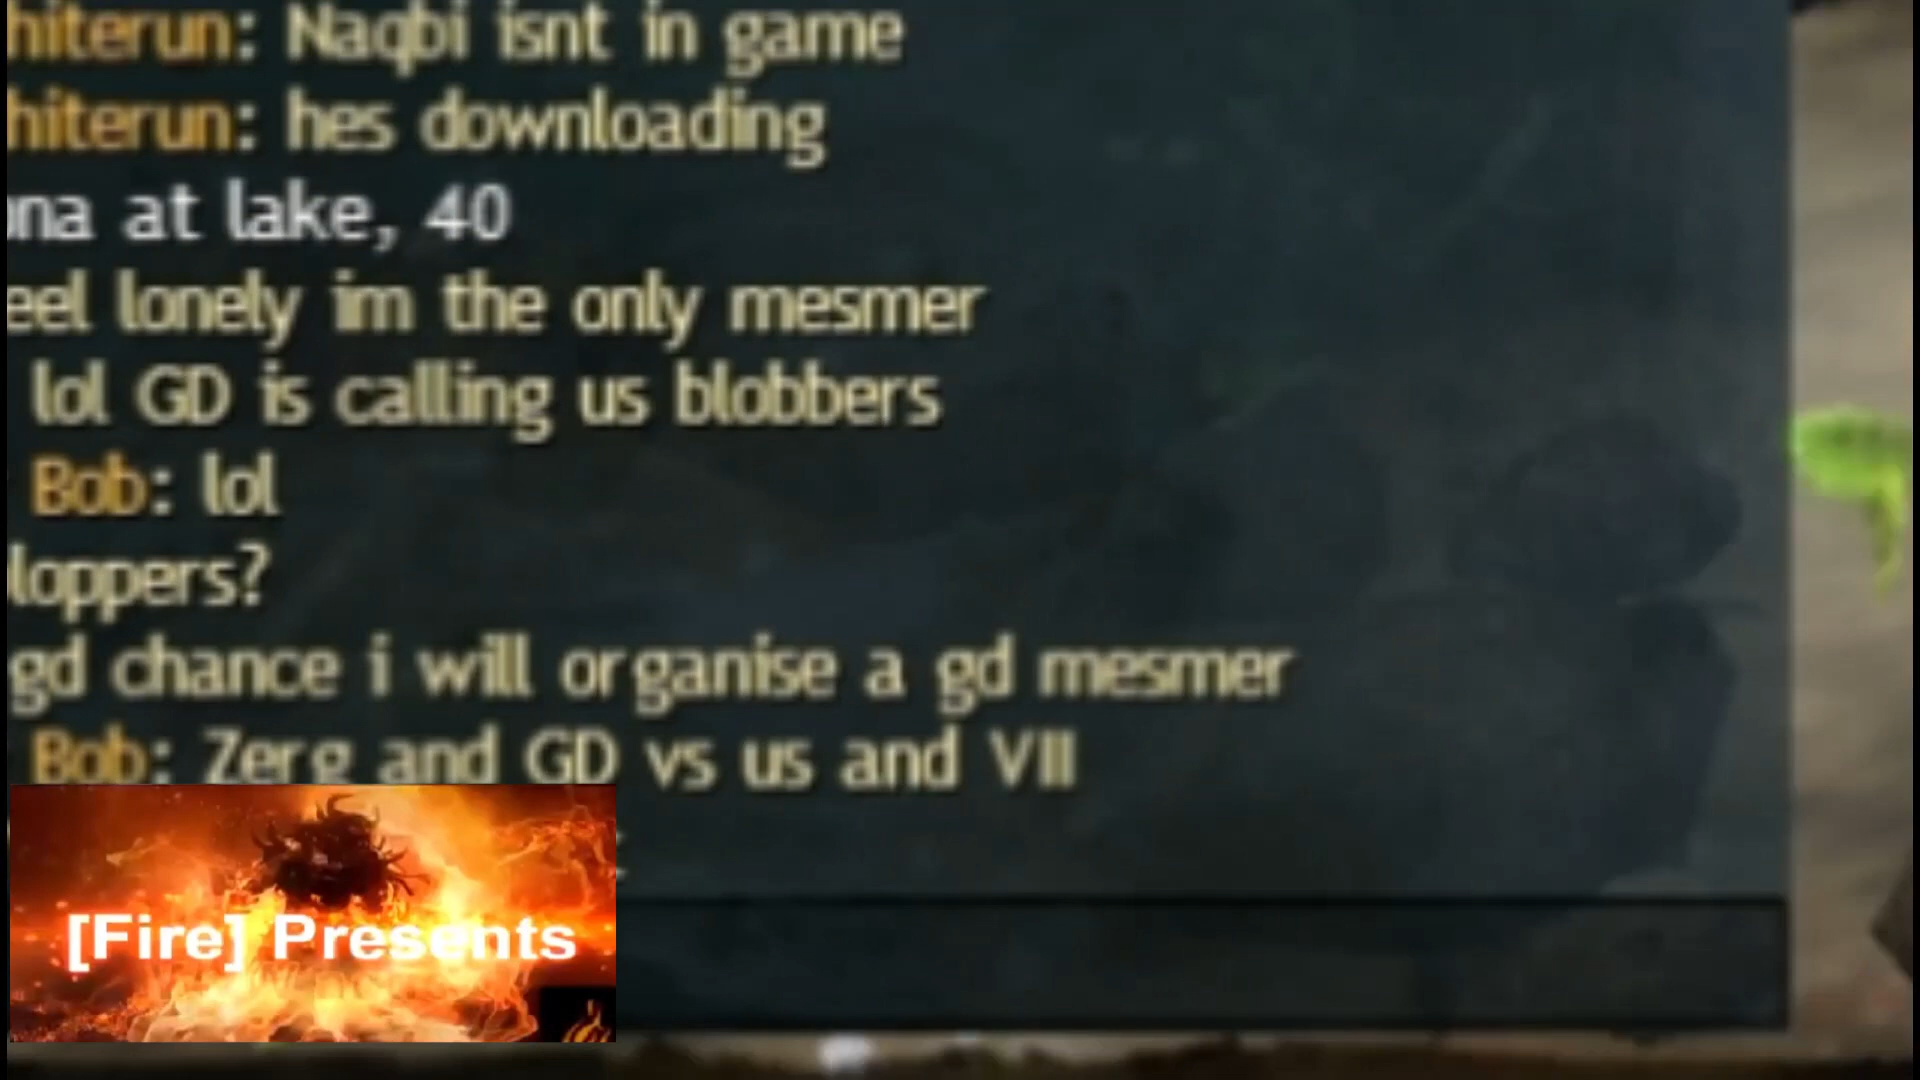 hiterun: Naqbi isnt in game
hiterun: hes downloading
na at lake, 40
eel lonely im the only mesmer
lol GD is calling us blobbers
Bob: lol
loppers?
gd chance i will organise a gd mesmer
Bob: Zerg and GD vs us and VII
[Fire] Presents